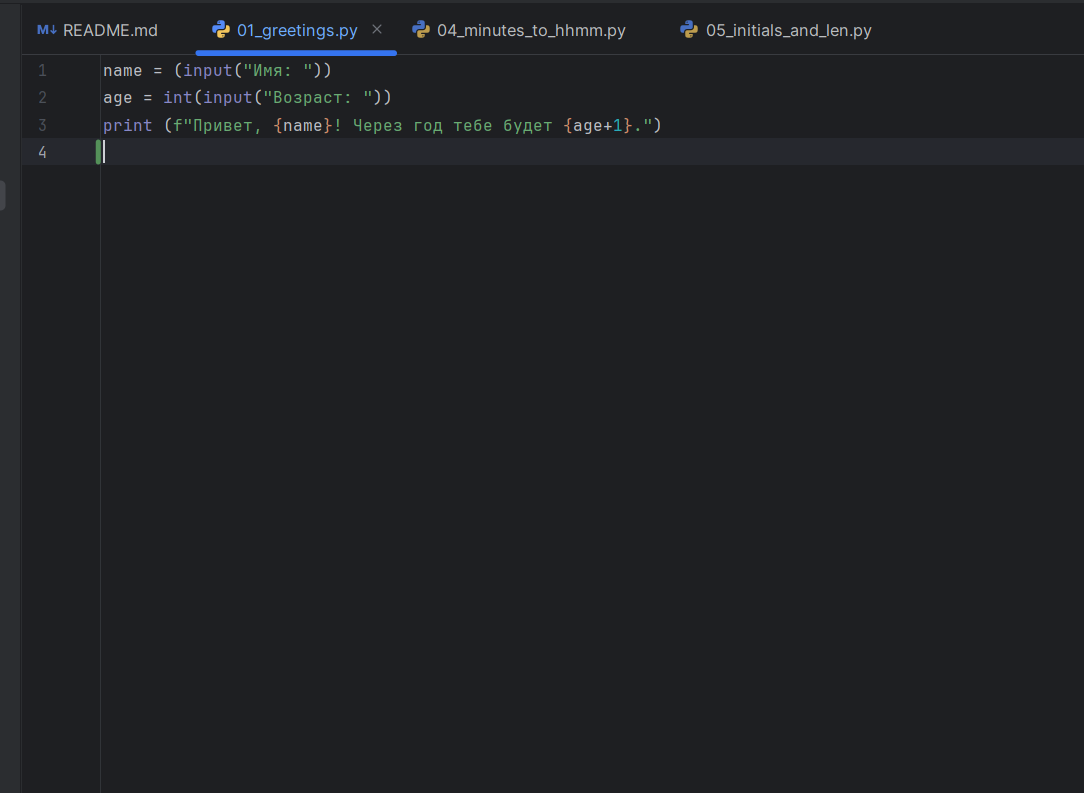 M↓ README.md 01_greetings.py × 04_minutes_to_hhmm.py 05_initials_and_len.py
1 name = (input("Имя: "))
2 age = int(input("Возраст: "))
3 print (f"Привет, {name}! Через год тебе будет {age+1}.")
4